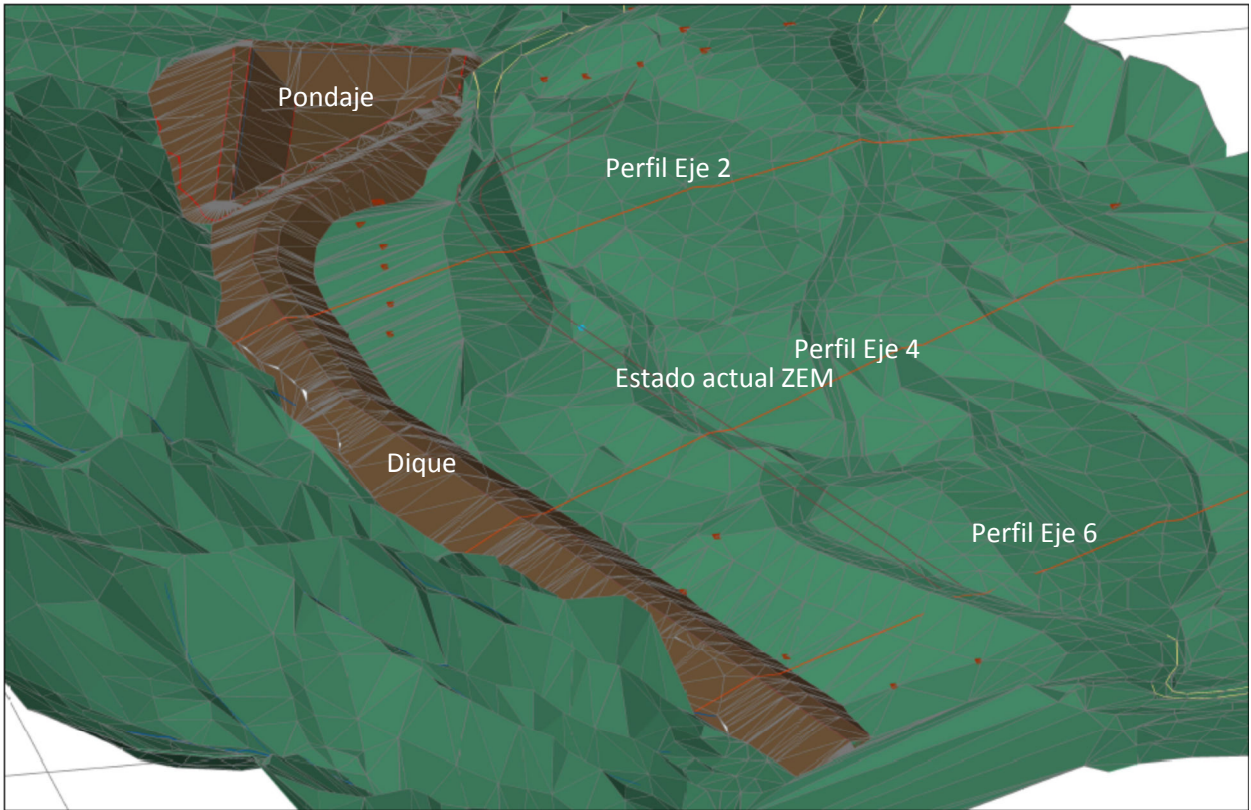 Pondaje
Perfil Eje 2
Perfil Eje 4
Estado actual ZEM
Dique
Perfil Eje 6